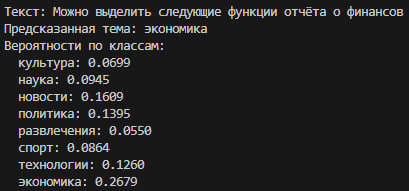 Текст: Можно выделить следующие функции отчёта о финансов
Предсказанная тема: экономика
Вероятности по классам:
культура: 0.0699
наука: 0.0945
новости: 0.1609
политика: 0.1395
развлечения: 0.0550
спорт: 0.0864
технологии: 0.1260
экономика: 0.2679